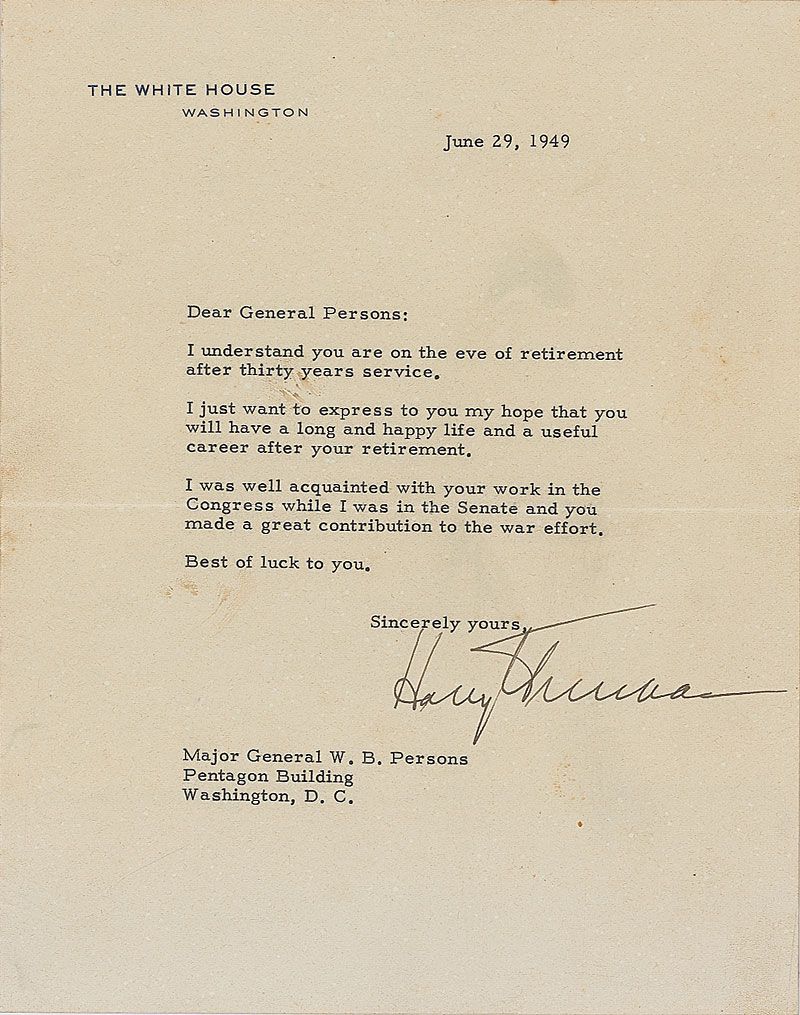 THE WHITE HOUSE
WASHINGTON
June 29, 1949
Dear General Persons:
I understand you are on the eve of retirement
after thirty years service.
I just want to express to you my hope that you
will have a long and happy life and a useful
career after your retirement.
I was well acquainted with your work in the
Congress while I was in the Senate and you
made a great contribution to the war effort.
Best of luck to you.
Sincerely yours,
Harry Truman
Major General W. B. Persons
Pentagon Building
Washington, D. C.